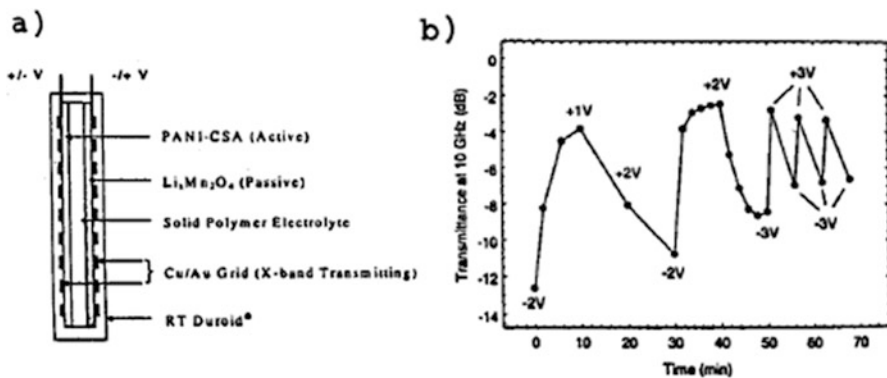 a)
+/- V
-/+ V
PANI-CSA (Active)
LiₓMn₂O₄ (Passive)
Solid Polymer Electrolyte
Cu/Au Grid (X-band Transmitting)
RT Duroid®
b)
Transmittance at 10 GHz (dB)
0
-2
-4
-6
-8
-10
-12
-14
-2V
+1V
+2V
-2V
+2V
-3V
+3V
-3V
0
10
20
30
40
50
60
70
Time (min)